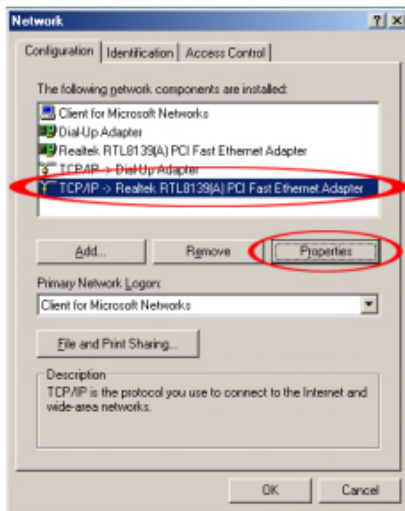 Network
Configuration Identification Access Control
The following network components are installed:
Client for Microsoft Networks
Dial-Up Adapter
Realtek RTL8139(A) PCI Fast Ethernet Adapter
TCP/IP -> Dial-Up Adapter
TCP/IP -> Realtek RTL8139(A) PCI Fast Ethernet Adapter
Add... Remove Properties
Primary Network Logon:
Client for Microsoft Networks
File and Print Sharing...
Description
TCP/IP is the protocol you use to connect to the Internet and
wide-area networks.
OK Cancel